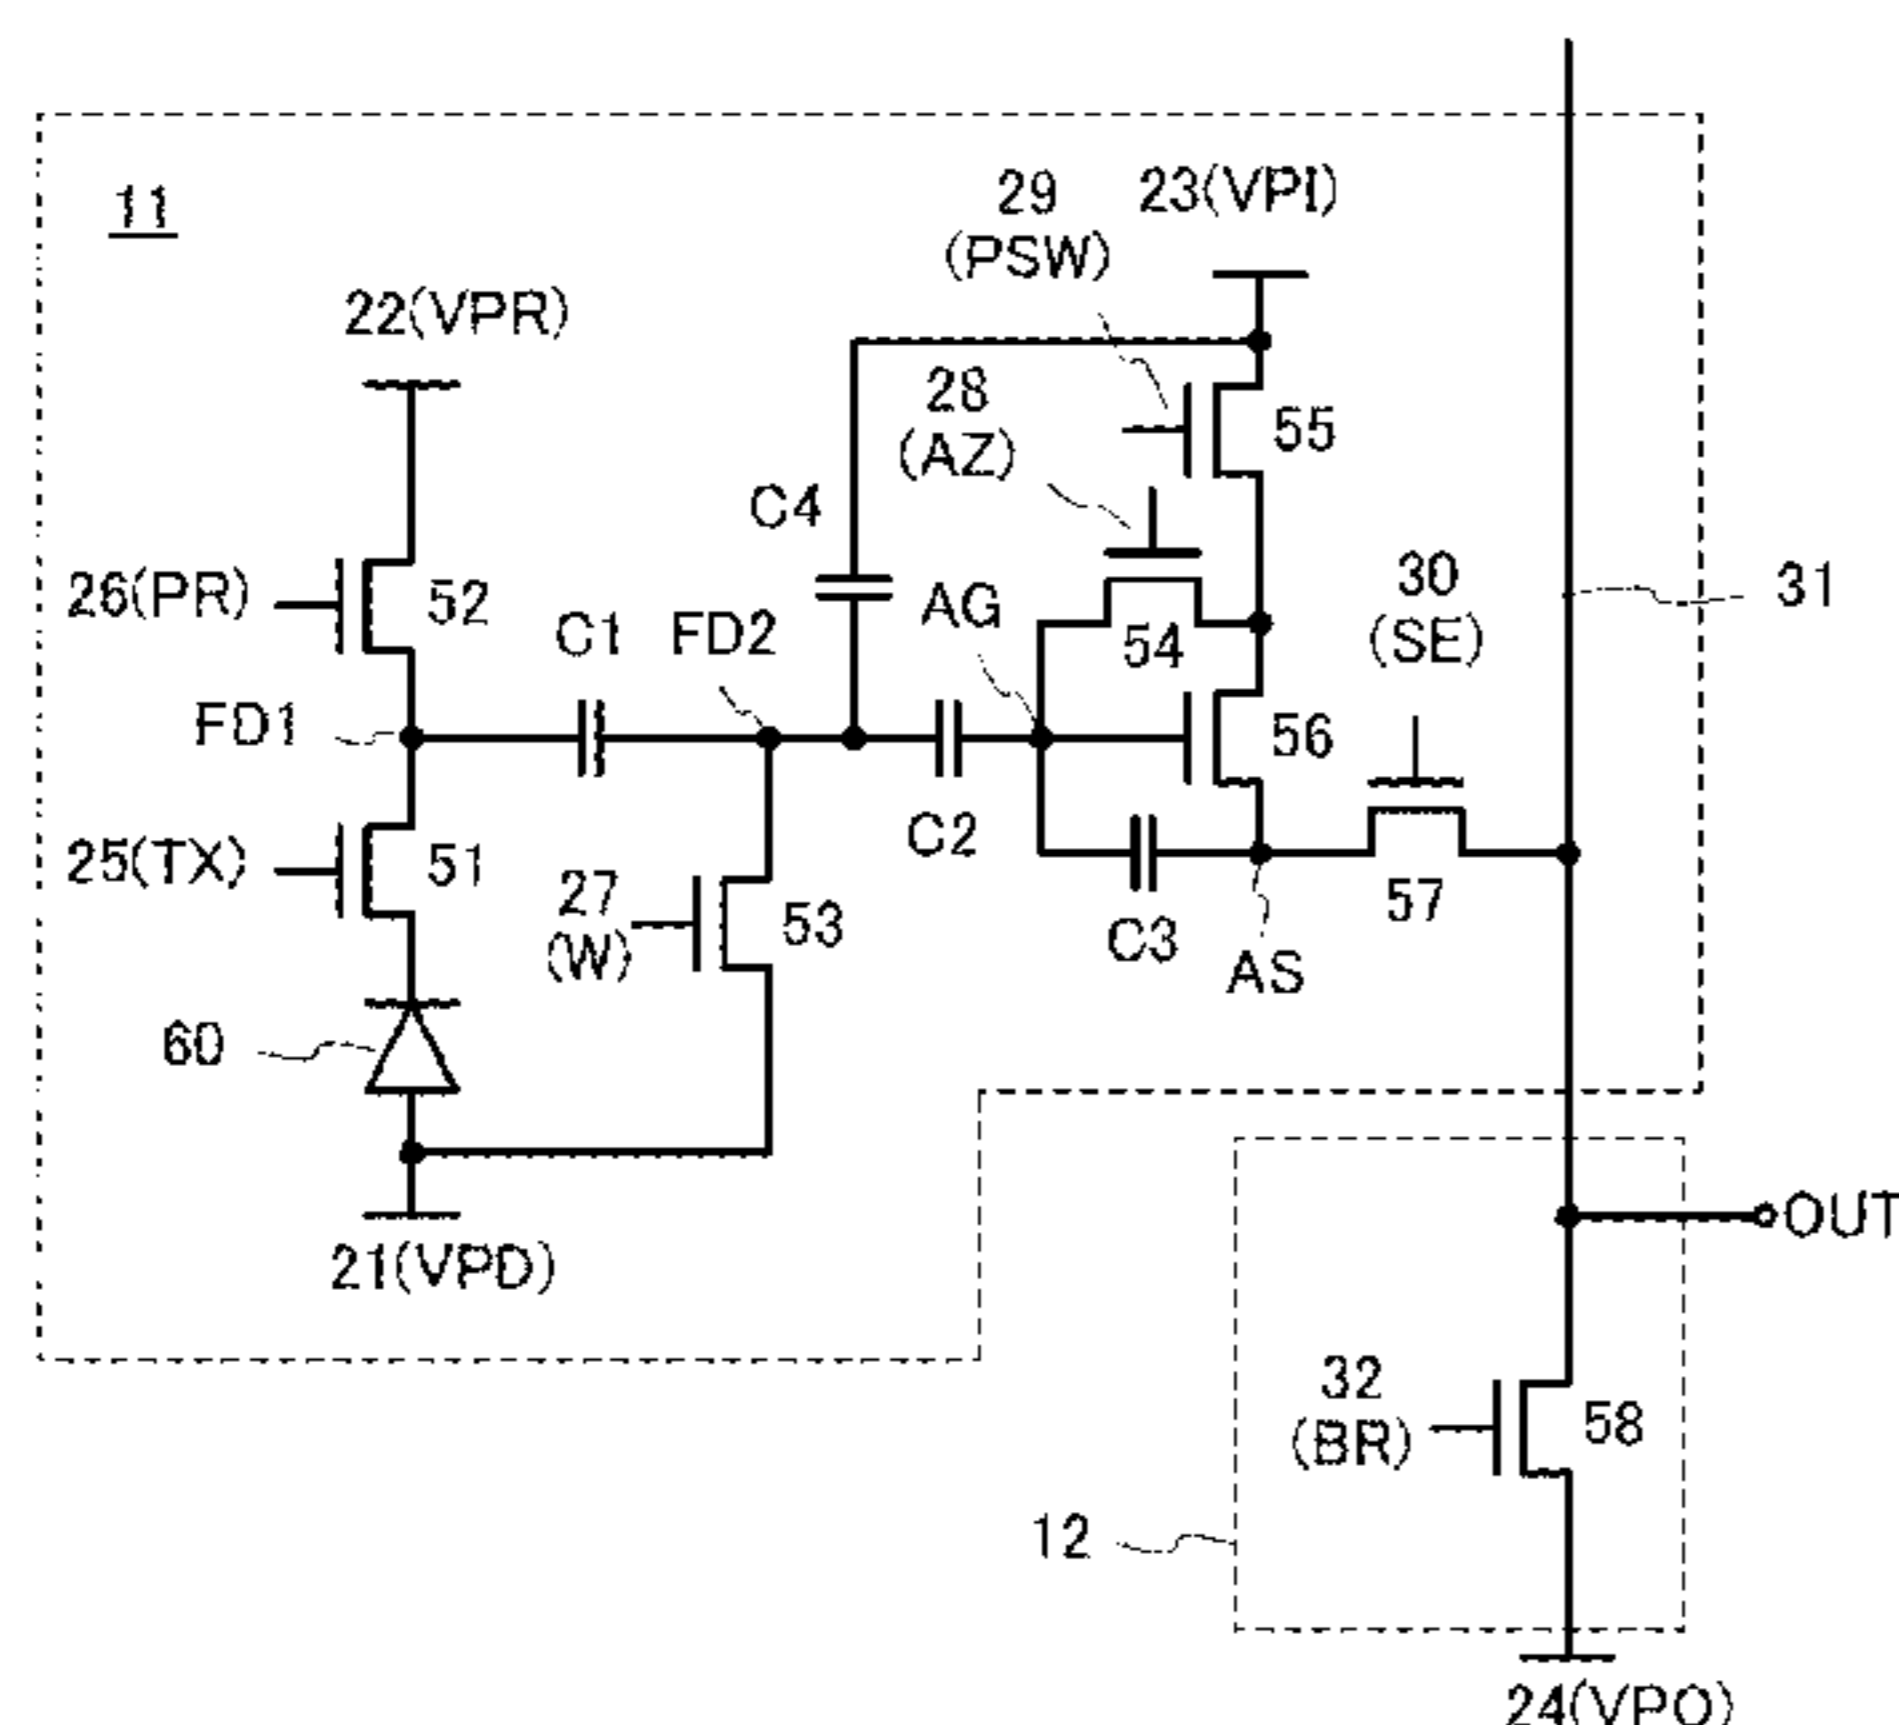 11
29
(PSW)
23(VPI)
22(VPR)
28
(AZ)
55
C4
26(PR)
52
C1
FD2
AG
54
30
(SE)
31
FD1
56
25(TX)
51
C2
27
(W)
53
C3
57
AS
60
21(VPD)
OUT
32
(BR)
58
12
24(VPO)